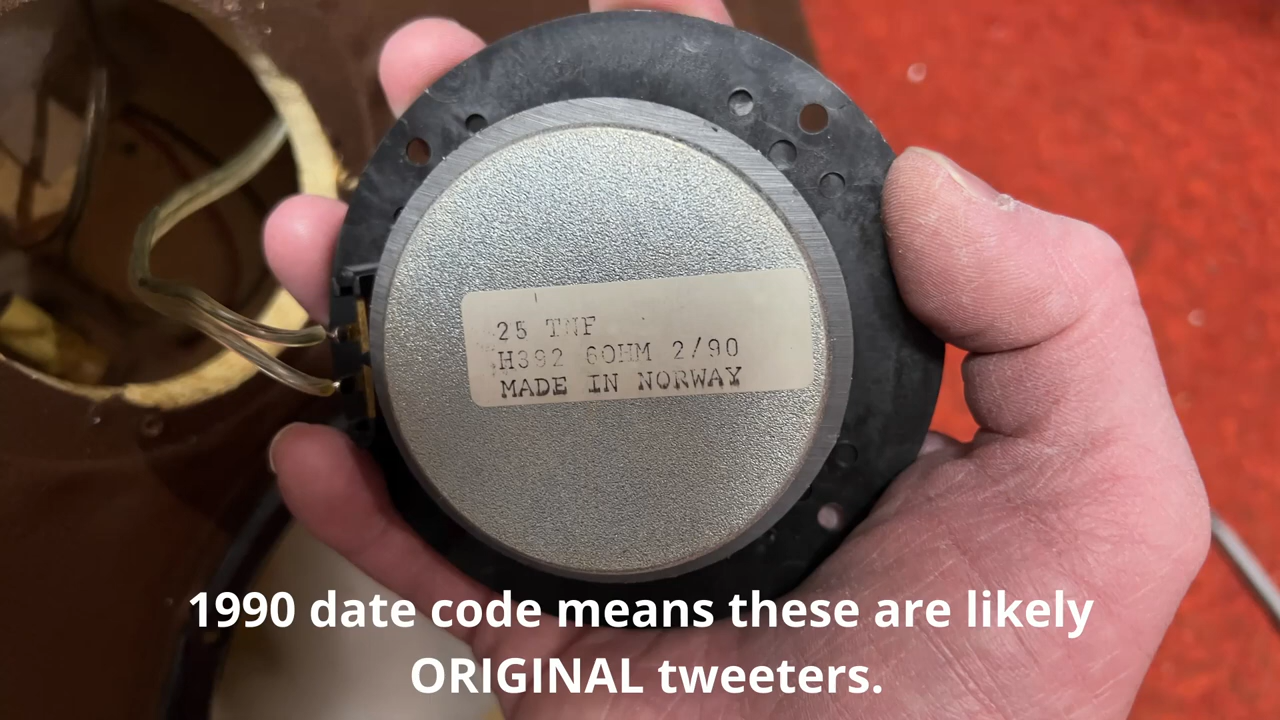 25 TNF
H392 6OHM 2/90
MADE IN NORWAY
1990 date code means these are likely
ORIGINAL tweeters.